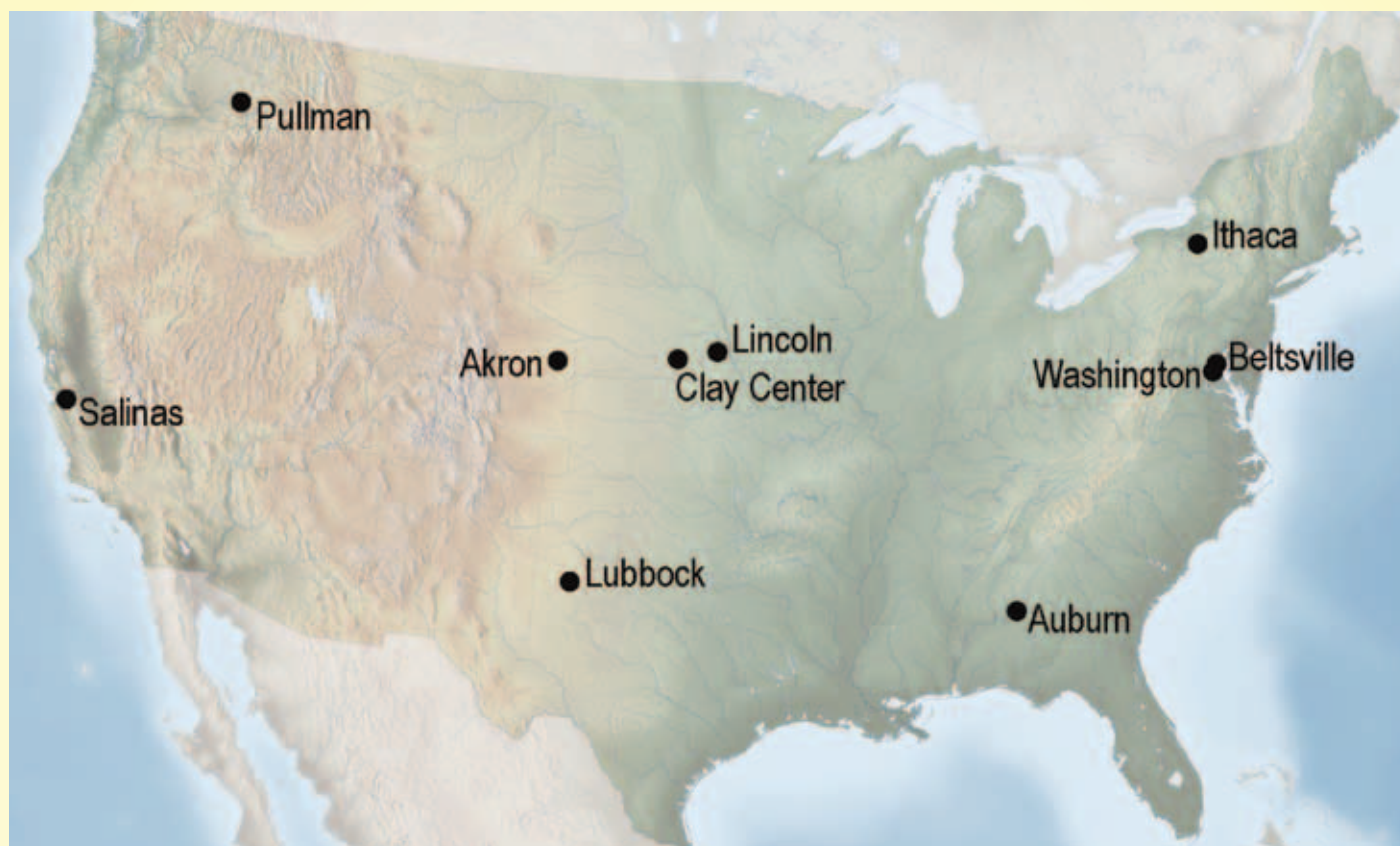 Pullman
Ithaca
Lincoln
Akron
Clay Center
Beltsville
Washington
Salinas
Lubbock
Auburn